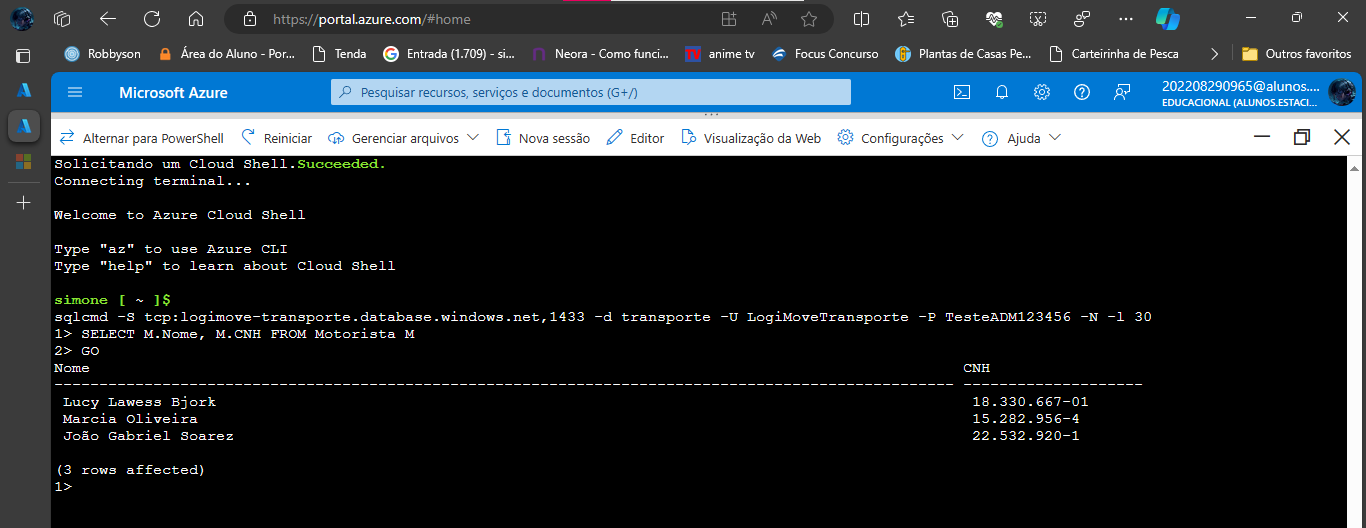 https://portal.azure.com/#home
Robbyson
Área do Aluno - Por...
Tenda
Entrada (1.709) - si...
Neora - Como funci...
anime tv
Focus Concurso
Plantas de Casas Pe...
Carteirinha de Pesca
Outros favoritos
Microsoft Azure
Pesquisar recursos, serviços e documentos (G+/)
202208290965@alunos....
EDUCACIONAL (ALUNOS.ESTACI...
Alternar para PowerShell
Reiniciar
Gerenciar arquivos
Nova sessão
Editor
Visualização da Web
Configurações
Ajuda
Solicitando um Cloud Shell.Succeeded.
Connecting terminal...
Welcome to Azure Cloud Shell
Type "az" to use Azure CLI
Type "help" to learn about Cloud Shell
simone [ ~ ]$
sqlcmd -S tcp:logimove-transporte.database.windows.net,1433 -d transporte -U LogiMoveTransporte -P TesteADM123456 -N -l 30
1> SELECT M.Nome, M.CNH FROM Motorista M
2> GO
Nome CNH
---------------------------------------------------------------------------------------------------- --------------------
Lucy Lawess Bjork 18.330.667-01
Marcia Oliveira 15.282.956-4
João Gabriel Soarez 22.532.920-1
(3 rows affected)
1>